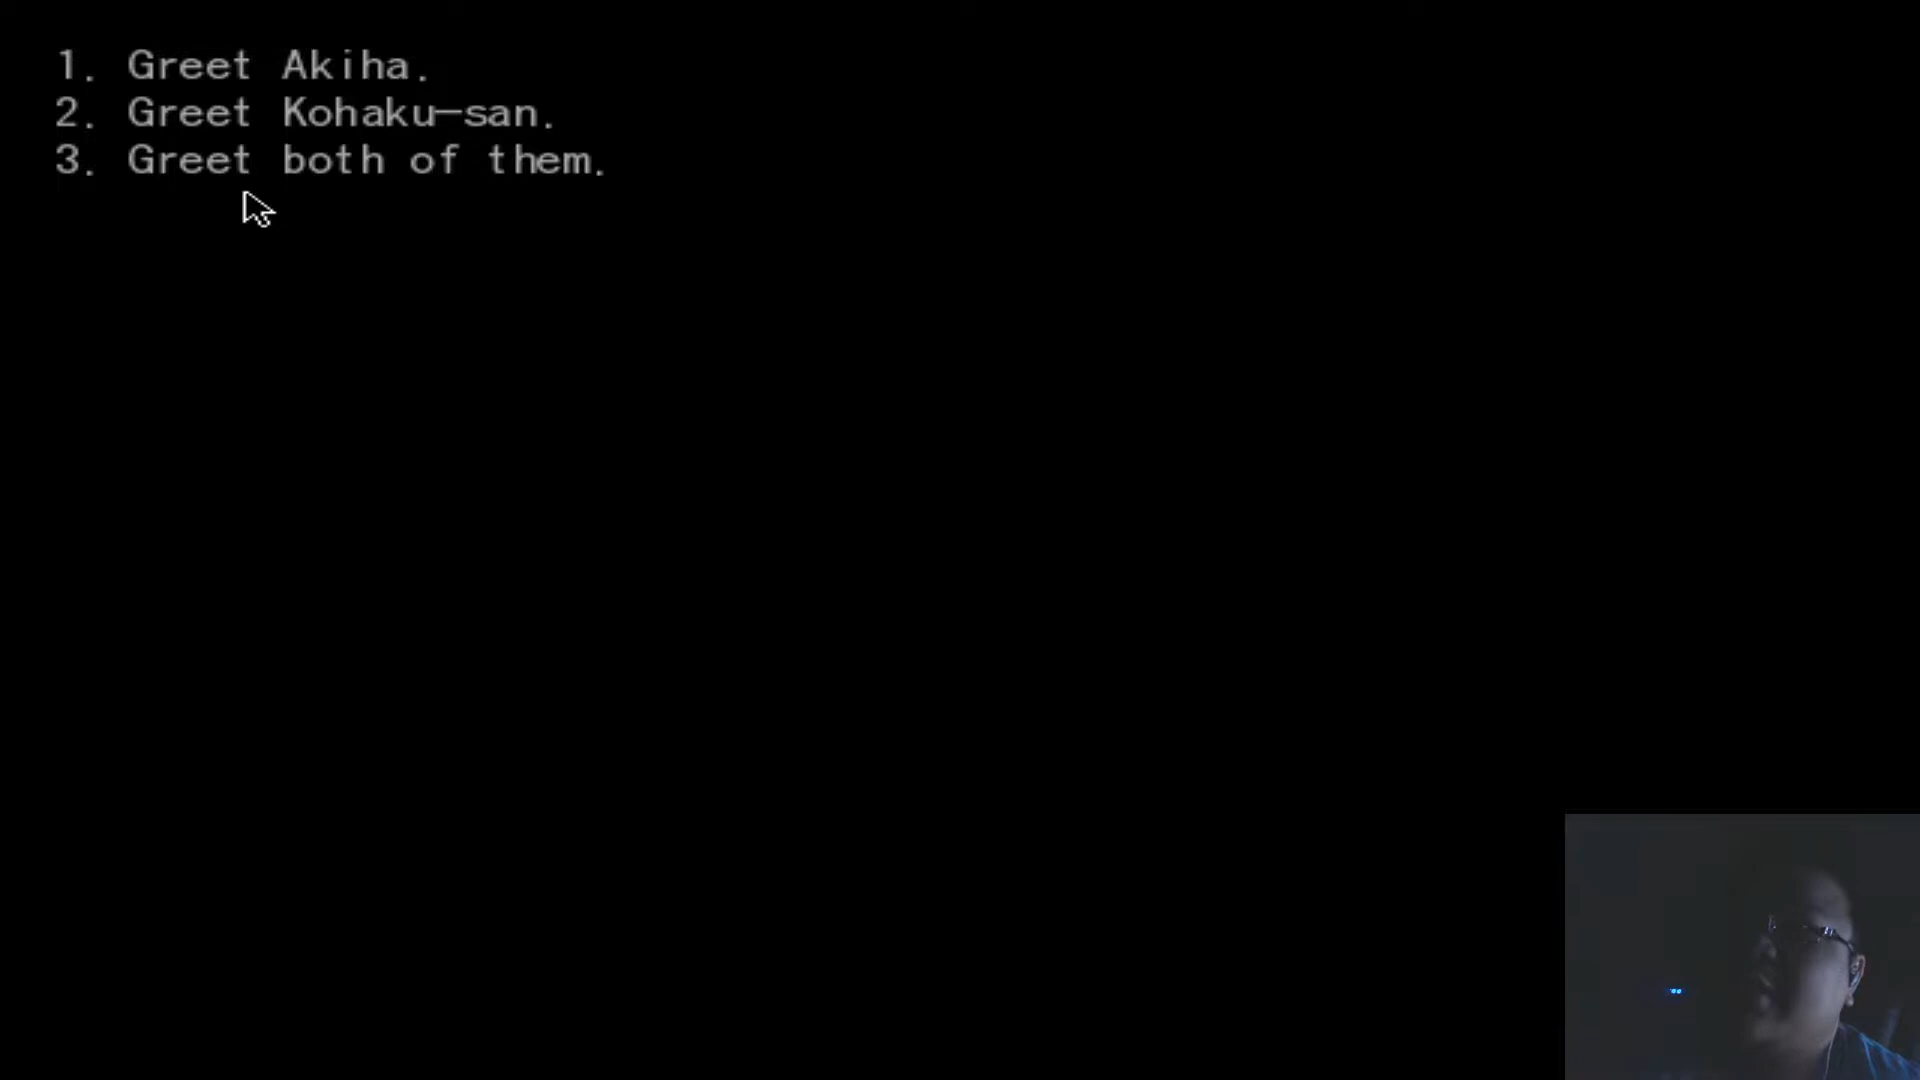 1. Greet Akiha.
2. Greet Kohaku—san.
3. Greet both of them.